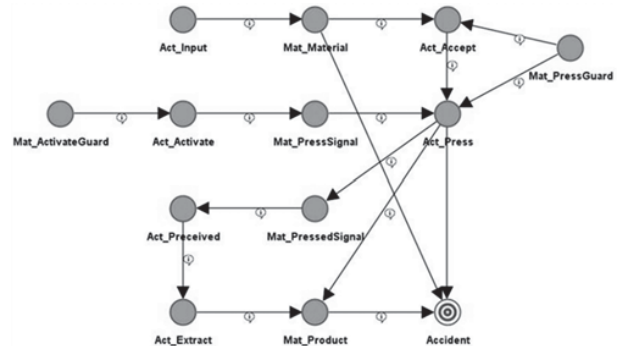 Act_Input
Mat_Material
Act_Accept
Mat_PressGuard
Mat_ActivateGuard
Act_Activate
Mat_PressSignal
Act_Press
Act_Preceived
Mat_PressedSignal
Act_Extract
Mat_Product
Accident